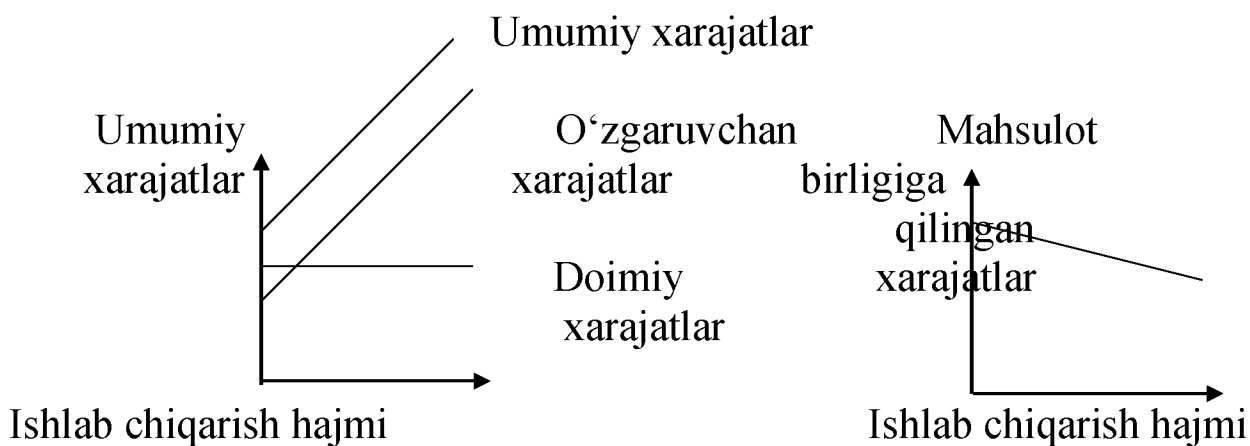 Umumiy xarajatlar
Umumiy
xarajatlar
O‘zgaruvchan
xarajatlar
Doimiy
xarajatlar
Ishlab chiqarish hajmi
Mahsulot
birligiga
qilingan
xarajatlar
Ishlab chiqarish hajmi